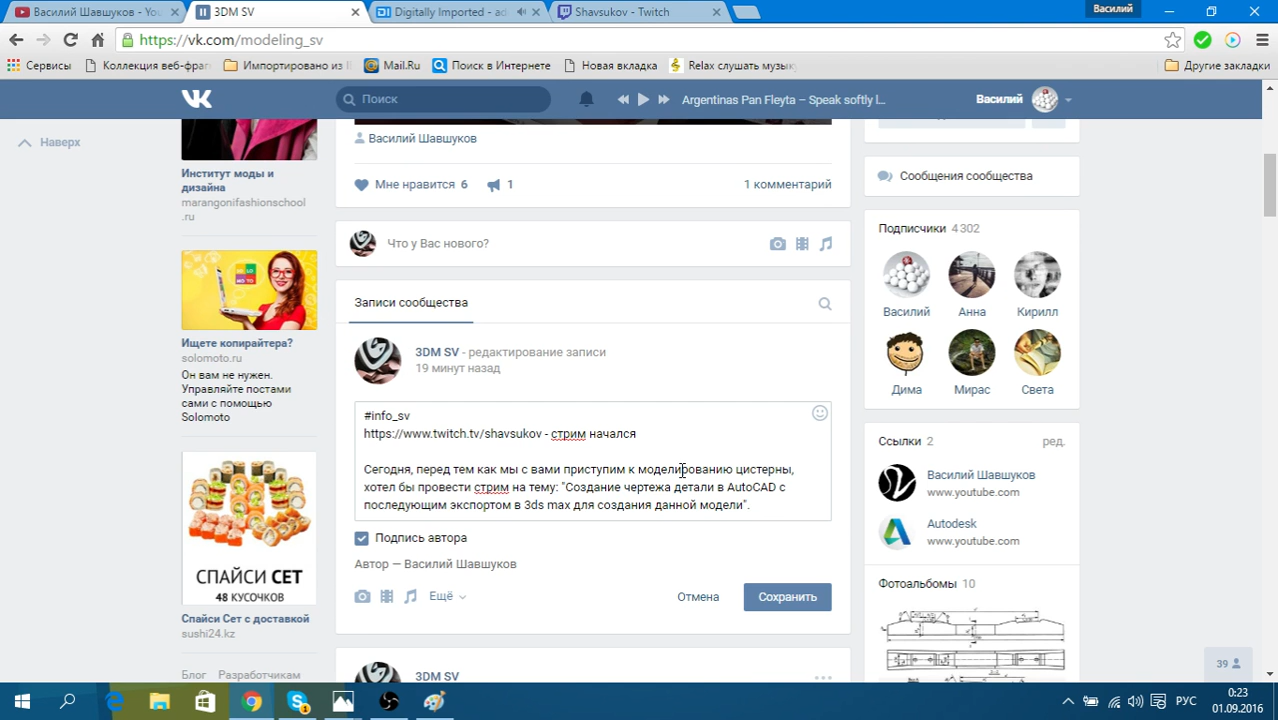 Василий Шавшуков - You
3DM SV
Digitally Imported - ad
Shavsukov - Twitch
Василий
https://vk.com/modeling_sv
Сервисы
Коллекция веб-фраг
Импортировано из IE
Mail.Ru
Поиск в Интернете
Новая вкладка
Relax слушать музык
Другие закладки
Поиск
Argentinas Pan Fleyta – Speak softly l...
Василий
Наверх
Институт моды и
дизайна
marangonifashionschool
.ru
Ищете копирайтера?
solomoto.ru
Он вам не нужен.
Управляйте постами
сами с помощью
Solomoto
СПАЙСИ СЕТ
48 КУСОЧКОВ
Спайси Сет с доставкой
sushi24.kz
Блог Разработчикам
Василий Шавшуков
Мне нравится 6
1
1 комментарий
Что у Вас нового?
Записи сообщества
3DM SV - редактирование записи
19 минут назад
#info_sv
https://www.twitch.tv/shavsukov - стрим начался
Сегодня, перед тем как мы с вами приступим к моделированию цистерны,
хотел бы провести стрим на тему: "Создание чертежа детали в AutoCAD с
последующим экспортом в 3ds max для создания данной модели".
Подпись автора
Автор — Василий Шавшуков
Ещё
Отмена
Сохранить
3DM SV
Сообщения сообщества
Подписчики 4 302
Василий
Анна
Кирилл
Дима
Мирас
Света
Ссылки 2
ред.
Василий Шавшуков
www.youtube.com
Autodesk
www.youtube.com
Фотоальбомы 10
39
РУС
0:23
01.09.2016